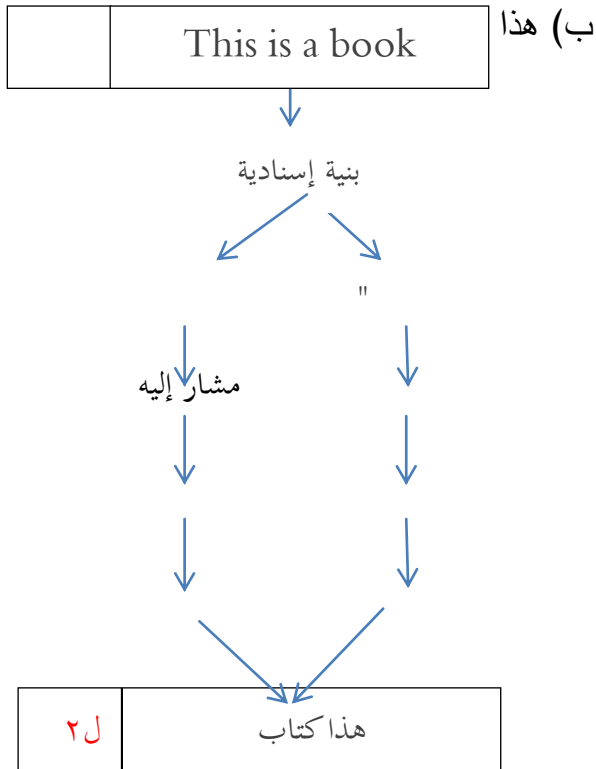 ب) هذا
This is a book
بنية إسنادية
"
مشار إليه
هذا كتاب
ل٢